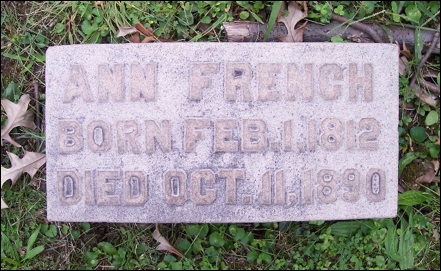 ANN FRENCH
BORN FEB. 1. 1812
DIED OCT. 11, 1890